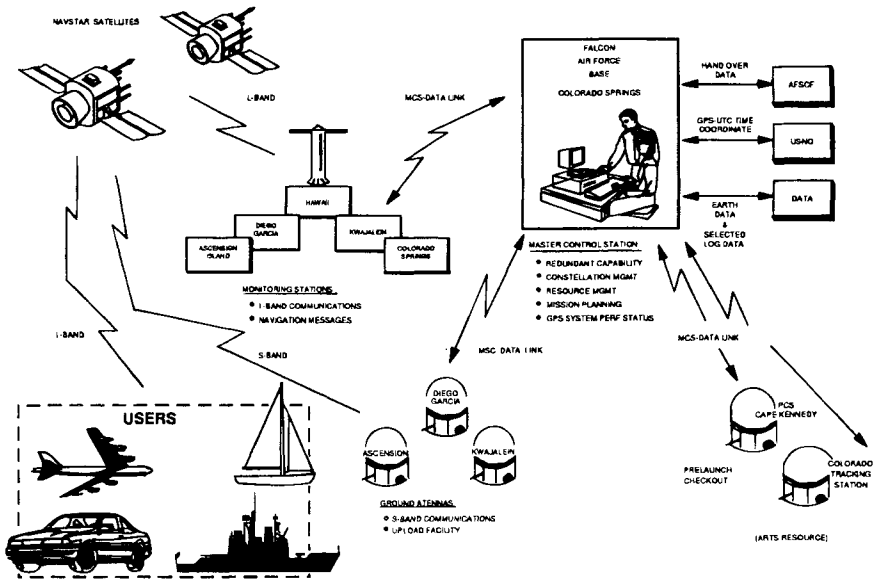 NAVSTAR SATELLITES
L-BAND
MCS-DATA LINK
FALCON
AIR FORCE
BASE
COLORADO SPRINGS
HAND OVER
DATA
AFSCF
GPS-UTC TIME
COORDINATE
USNO
DATA
EARTH
DATA
&
SELECTED
LOG DATA
HAWAII
DIEGO
GARCIA
KWAJALEIN
ASCENSION
ISLAND
COLORADO
SPRINGS
MONITORING STATIONS
• L-BAND COMMUNICATIONS
• NAVIGATION MESSAGES
MASTER CONTROL STATION
• REDUNDANT CAPABILITY
• CONSTELLATION MGMT
• RESOURCE MGMT
• MISSION PLANNING
• GPS SYSTEM PERF STATUS
L-BAND
S-BAND
MSC DATA LINK
MCS-DATA LINK
USERS
DIEGO
GARCIA
ASCENSION
KWAJALEIN
GROUND ATENNAS
• S-BAND COMMUNICATIONS
• UPLOAD FACILITY
PCS
CAPE KENNEDY
PRELAUNCH
CHECKOUT
COLORADO
TRACKING
STATION
(ARTS RESOURCE)